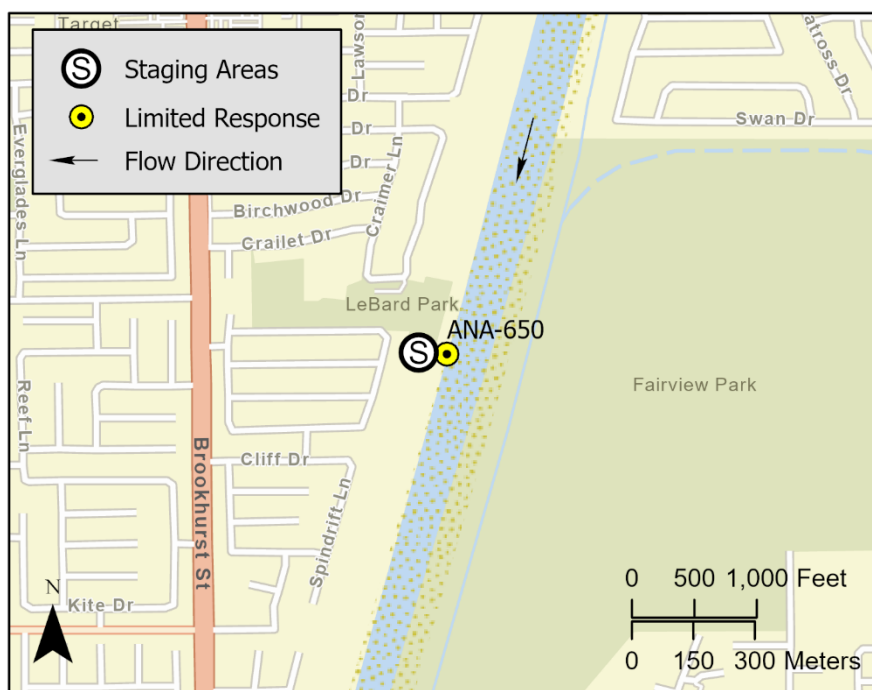 Target
Lawson
Staging Areas
Limited Response
Flow Direction
Dr
Dr
Dr
Birchwood Dr
Crailet Dr
Craimer Ln
Everglades Ln
Swan Dr
LeBard Park
ANA-650
S
S
Fairview Park
Reef Ln
Brookhurst St
Cliff Dr
Spindrift Ln
N
Kite Dr
0 500 1,000 Feet
0 150 300 Meters